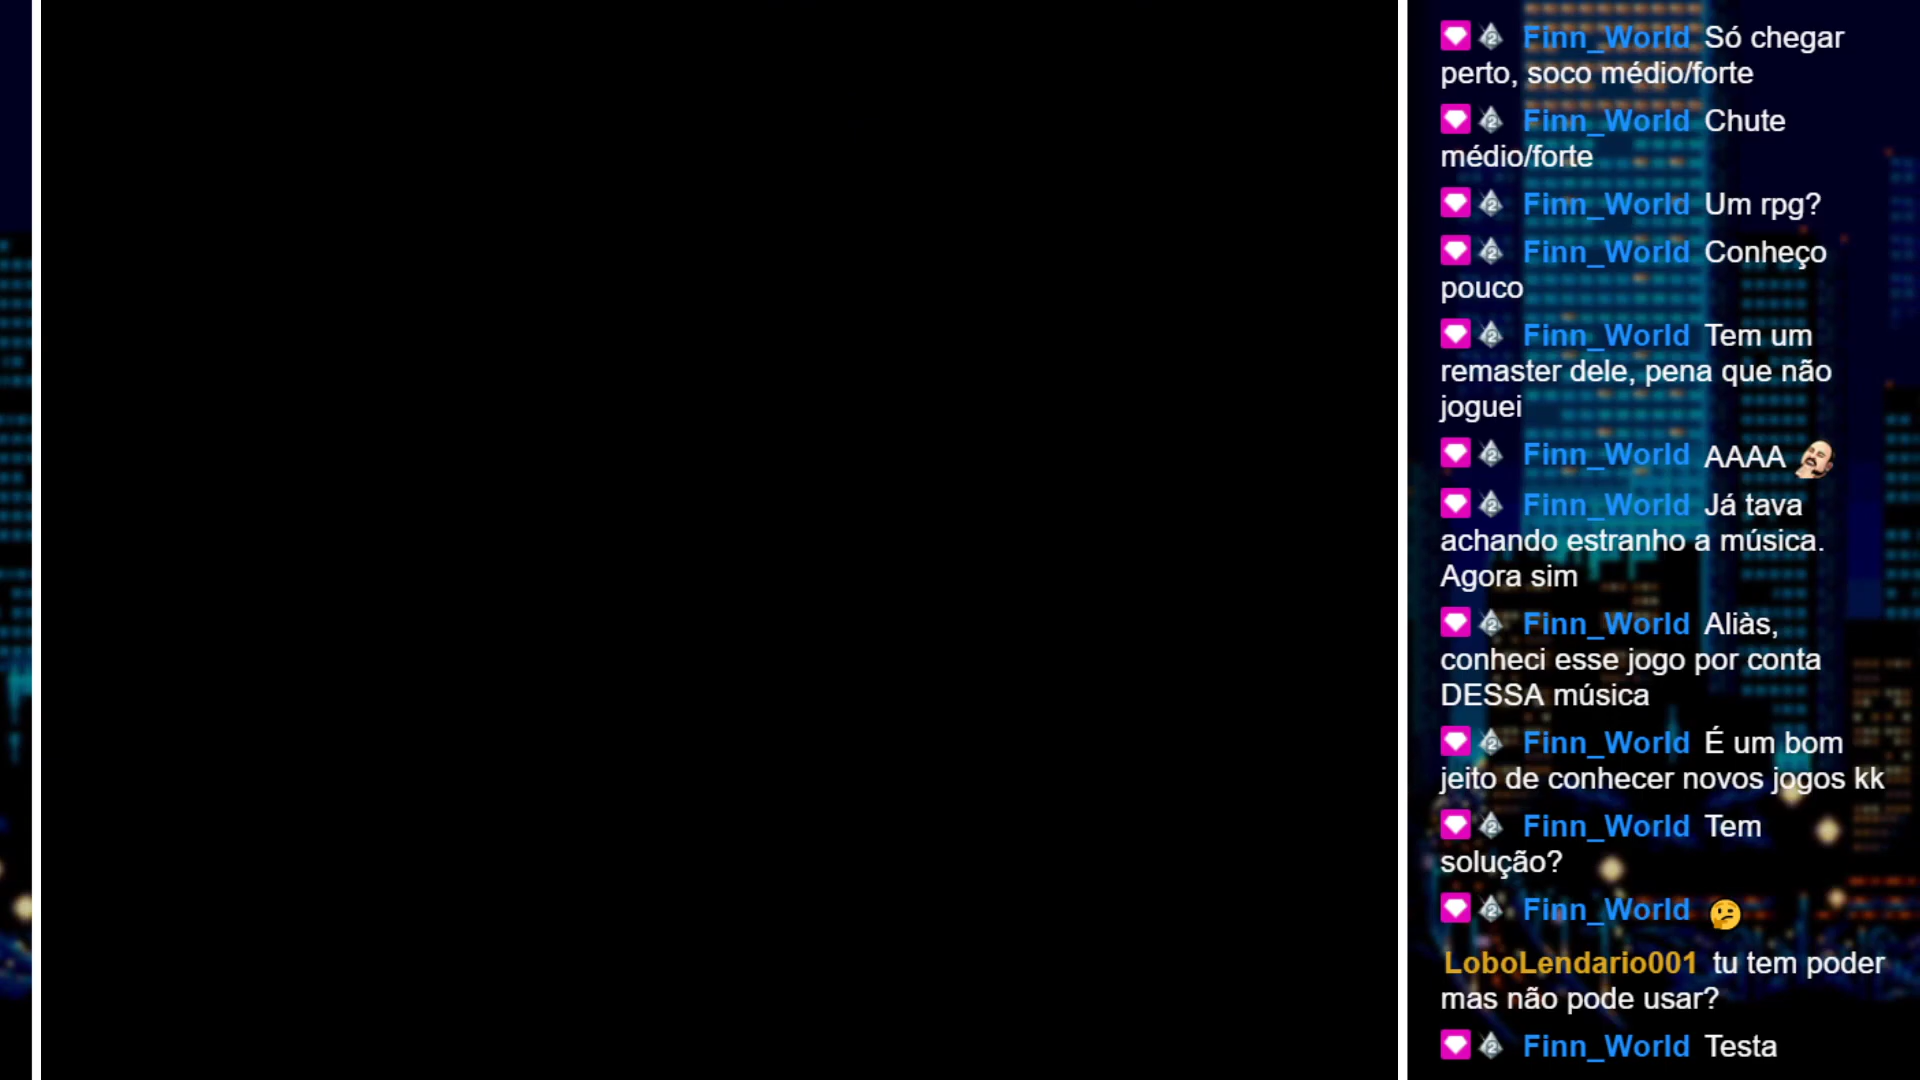 Finn_World Só chegar
perto, soco médio/forte
Finn_World Chute
médio/forte
Finn_World Um rpg?
Finn_World Conheço
pouco
Finn_World Tem um
remaster dele, pena que não
joguei
Finn_World AAAA
Finn_World Já tava
achando estranho a música.
Agora sim
Finn_World Aliàs,
conheci esse jogo por conta
DESSA música
Finn_World É um bom
jeito de conhecer novos jogos kk
Finn_World Tem
solução?
Finn_World 🤔
LoboLendario001 tu tem poder
mas não pode usar?
Finn_World Testa